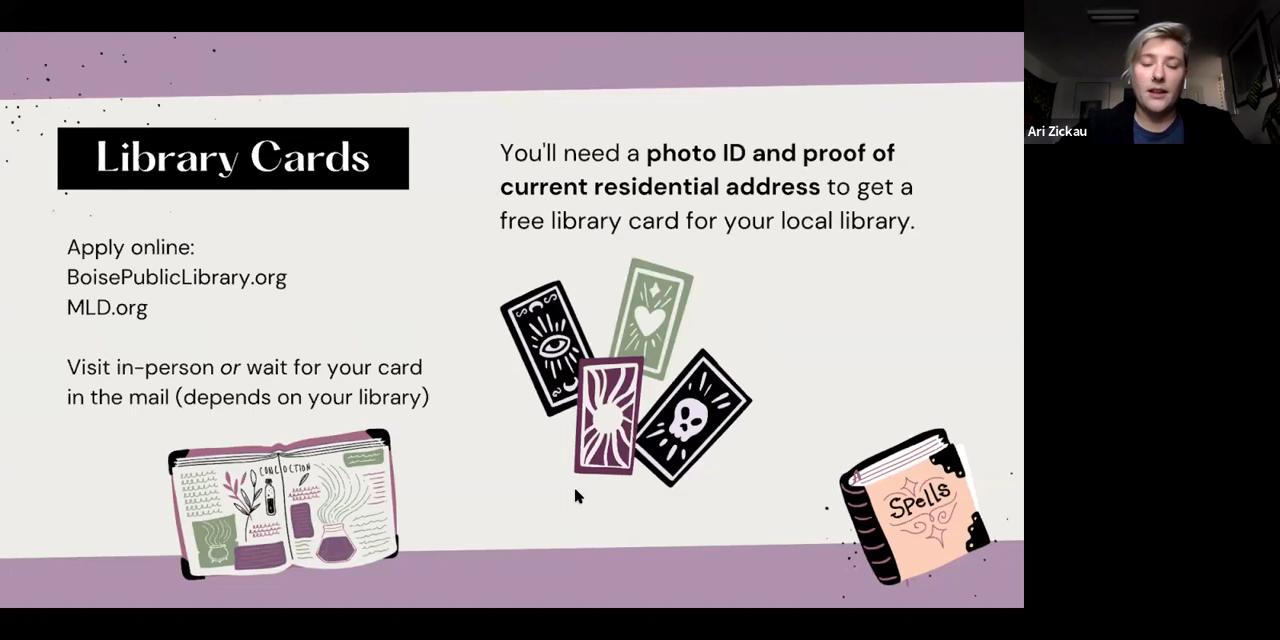 Library Cards
Apply online:
BoisePublicLibrary.org
MLD.org
Visit in-person or wait for your card
in the mail (depends on your library)
You'll need a photo ID and proof of
current residential address to get a
free library card for your local library.
CONCOCTION
Spells
Ari Zickau